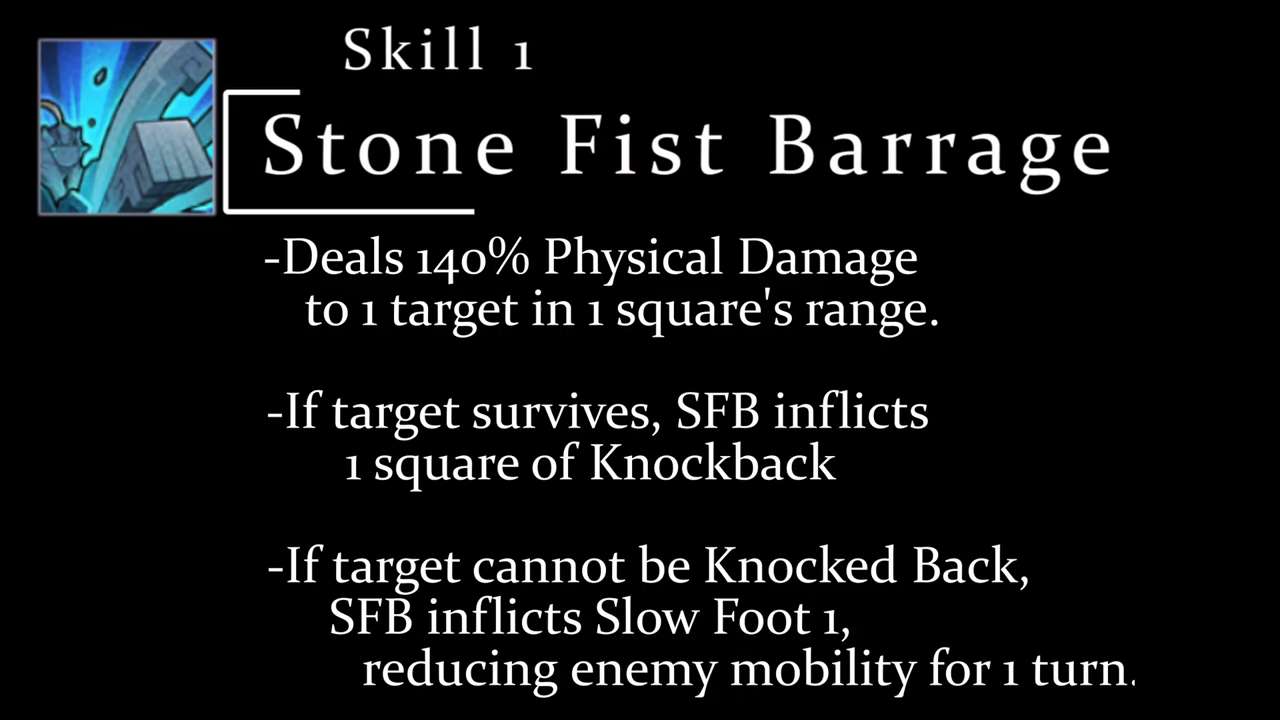 Skill 1
Stone Fist Barrage
-Deals 140% Physical Damage
to 1 target in 1 square's range.
-If target survives, SFB inflicts
1 square of Knockback
-If target cannot be Knocked Back,
SFB inflicts Slow Foot 1,
reducing enemy mobility for 1 turn.